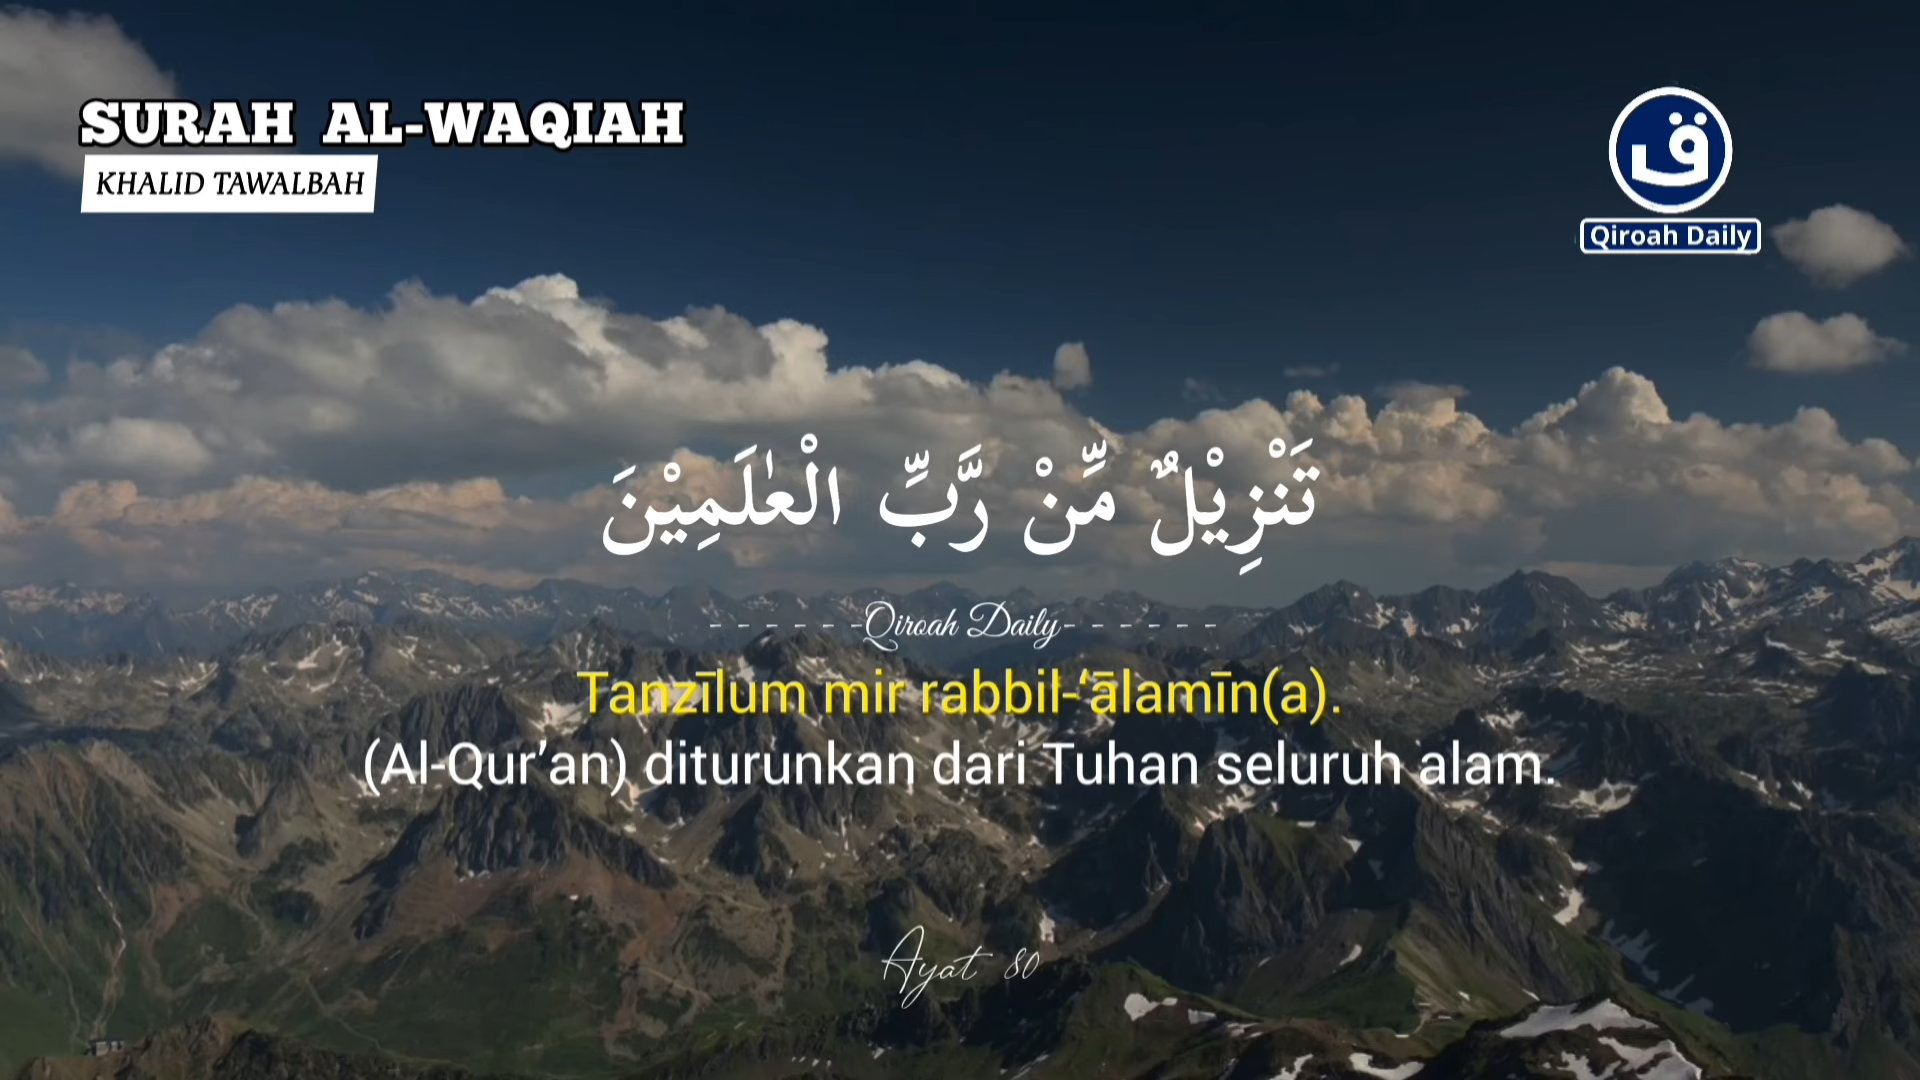 SURAH AL-WAQIAH
KHALID TAWALBAH
ق
Qiroah Daily
تَنْزِيْلٌ مِّنْ رَّبِّ الْعٰلَمِيْنَ
------Qiroah Daily------
Tanzīlum mir rabbil-‘ālamīn(a).
(Al-Qur’an) diturunkan dari Tuhan seluruh alam.
Ayat 80